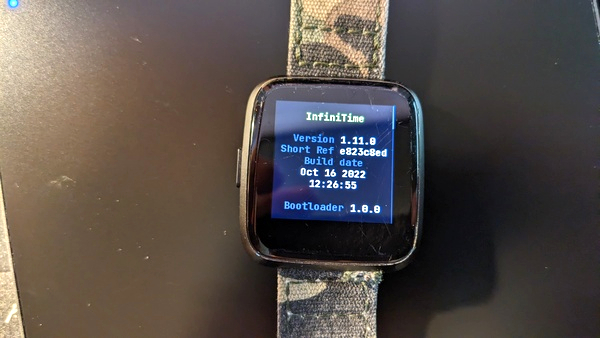 InfiniTime
Version 1.11.0
Short Ref e823c8ed
Build date
Oct 16 2022
12:26:55
Bootloader 1.0.0